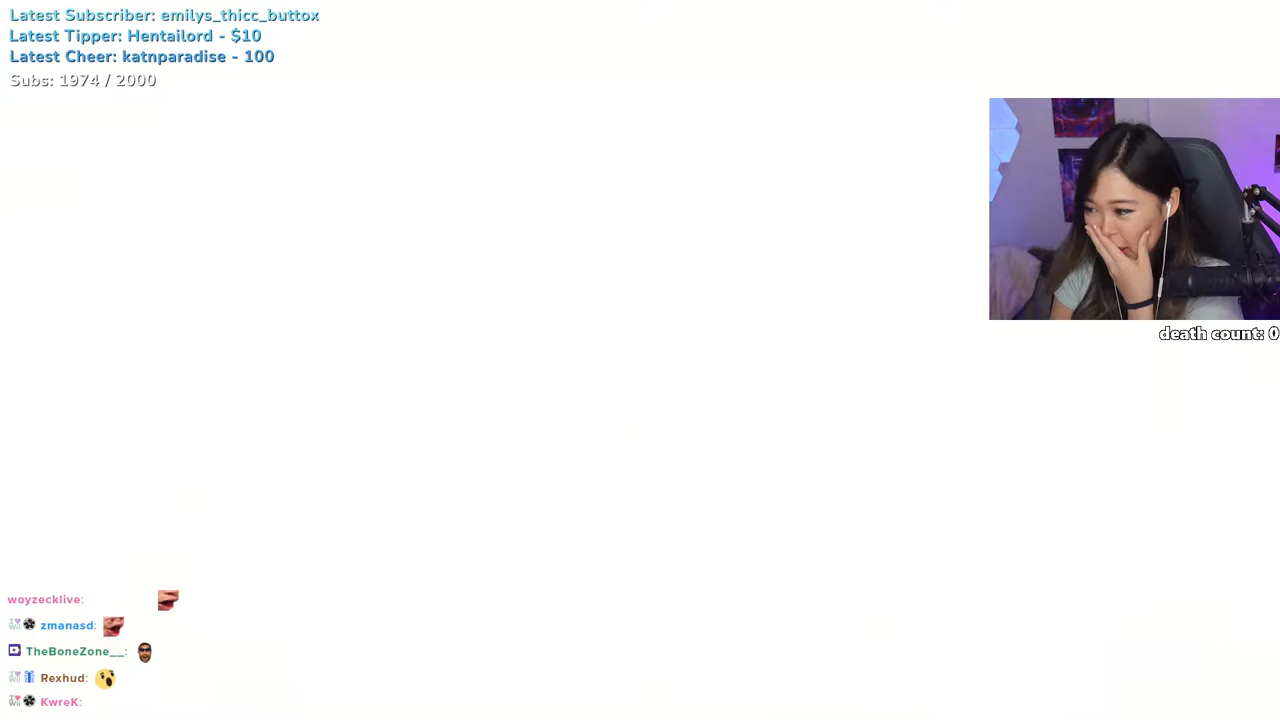 Latest Subscriber: emilys_thicc_buttox
Latest Tipper: Hentailord - $10
Latest Cheer: katnparadise - 100
Subs: 1974 / 2000
death count: 0
woyzecklive:
zmanasd:
TheBoneZone__:
Rexhud:
KwreK: